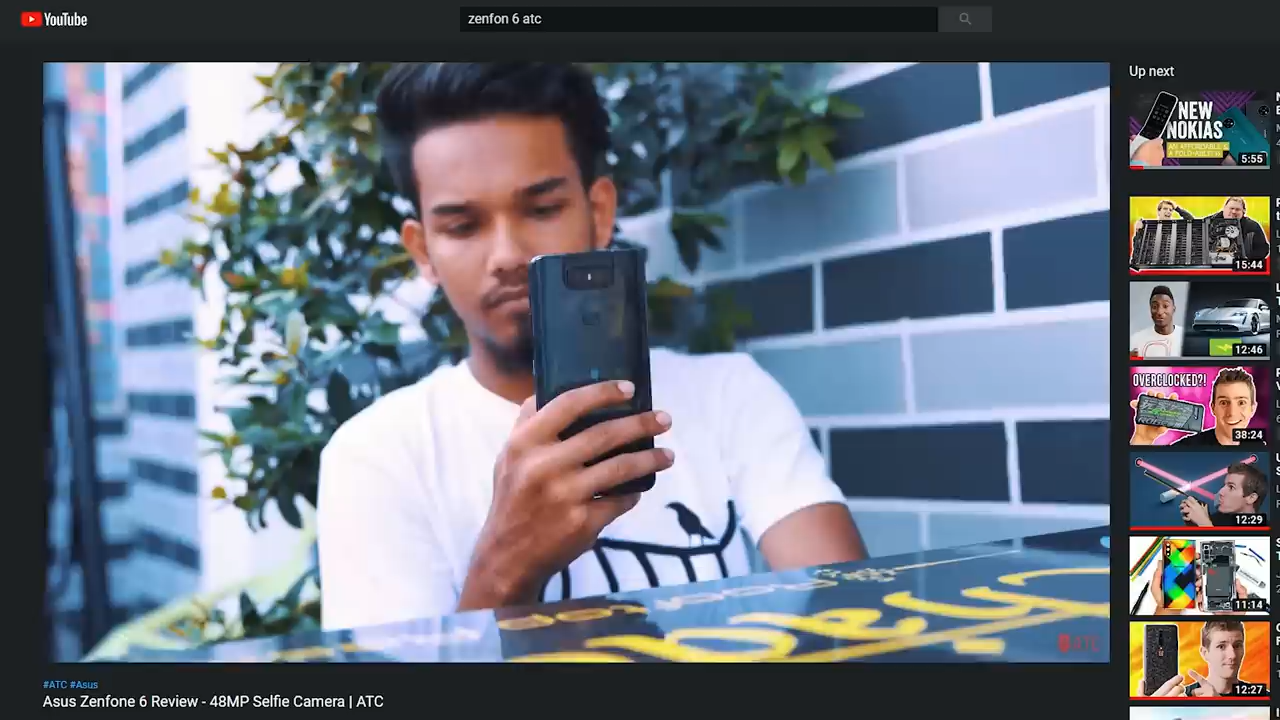 YouTube
zenfon 6 atc
Up next
NEW
NOKIAS
5:55
15:44
12:46
OVERCLOCKED?!
38:24
12:29
11:14
12:27
ATC
#ATC #Asus
Asus Zenfone 6 Review - 48MP Selfie Camera | ATC